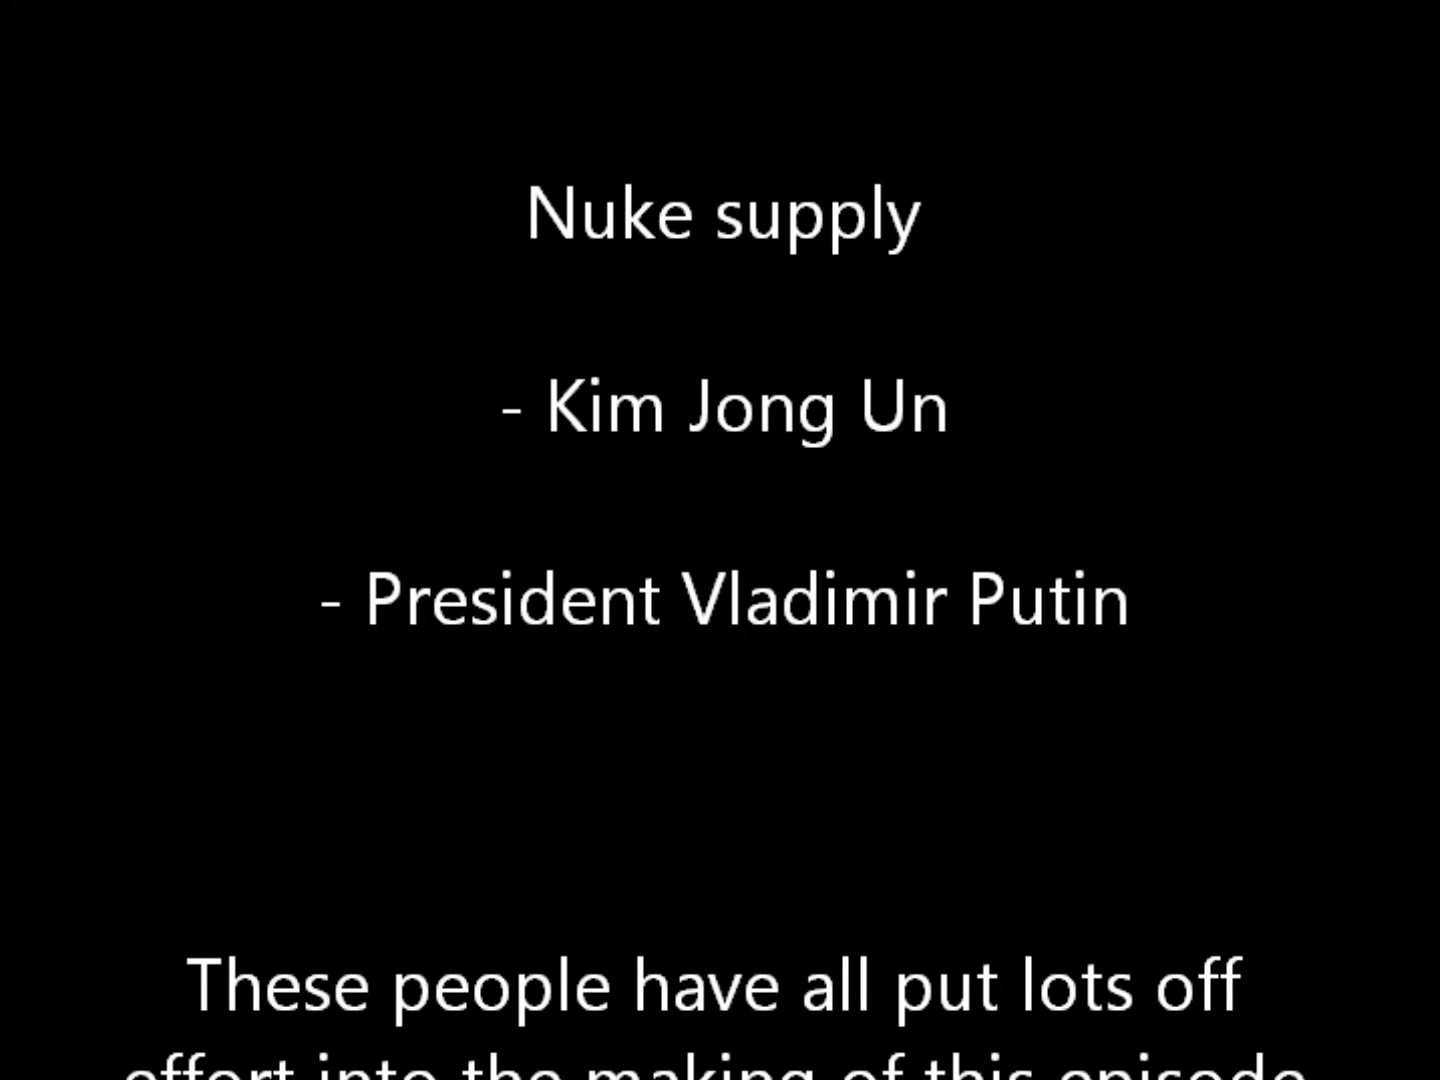 Nuke supply
- Kim Jong Un
- President Vladimir Putin
These people have all put lots off
effort into the making of this episode